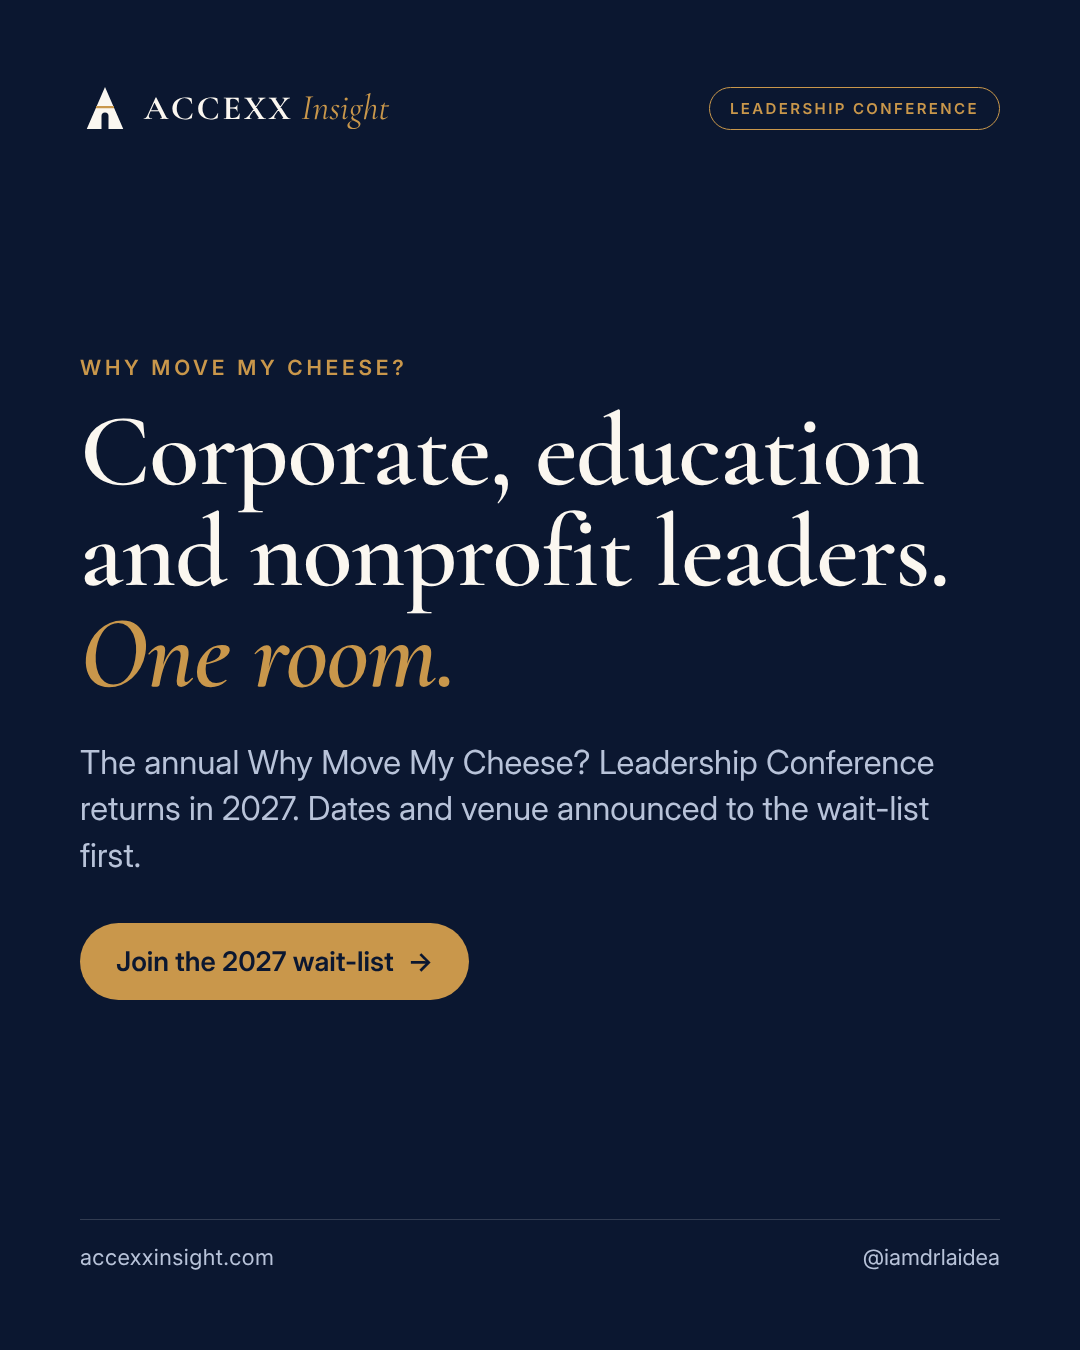 ACCEXX Insight
LEADERSHIP CONFERENCE
WHY MOVE MY CHEESE?
Corporate, education
and nonprofit leaders.
One room.
The annual Why Move My Cheese? Leadership Conference
returns in 2027. Dates and venue announced to the wait-list
first.
Join the 2027 wait-list →
accexxinsight.com
@iamdrlaidea